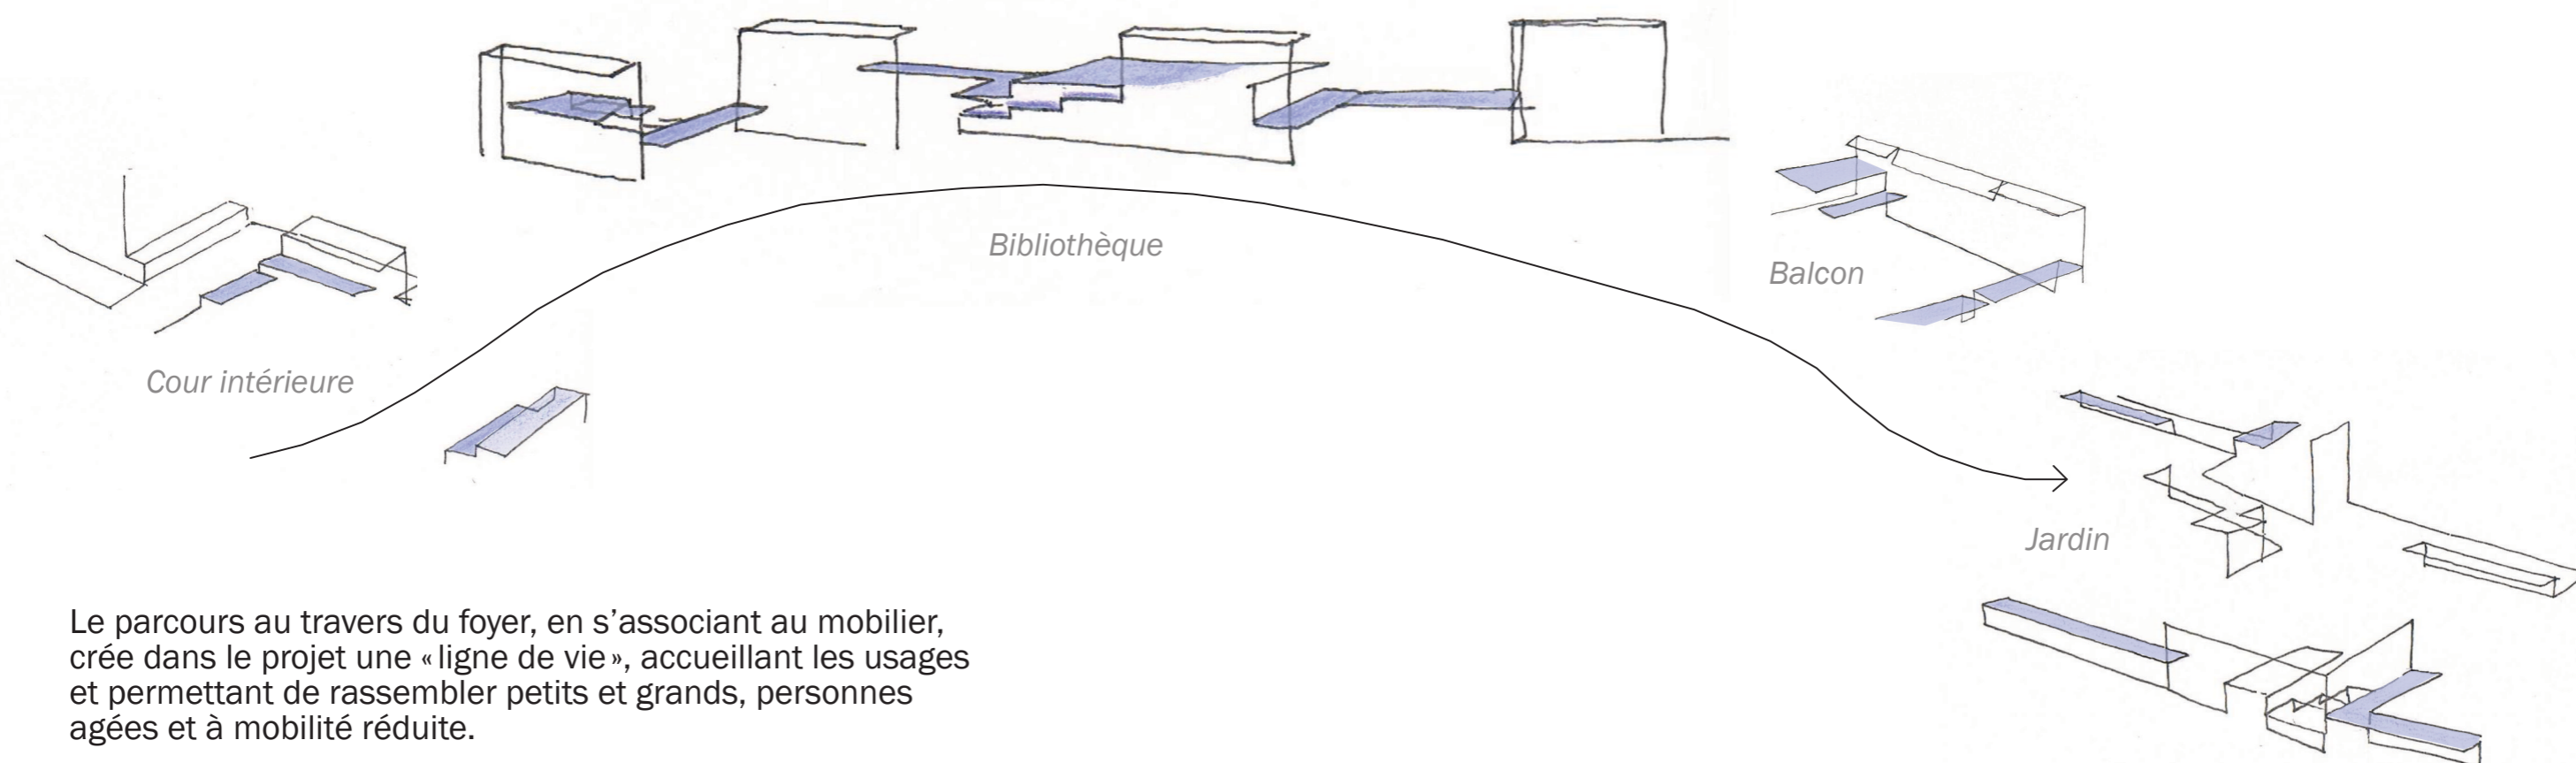 Bibliothèque
Balcon
Cour intérieure
Jardin
Le parcours au travers du foyer, en s’associant au mobilier,
crée dans le projet une «ligne de vie», accueillant les usages
et permettant de rassembler petits et grands, personnes
agées et à mobilité réduite.